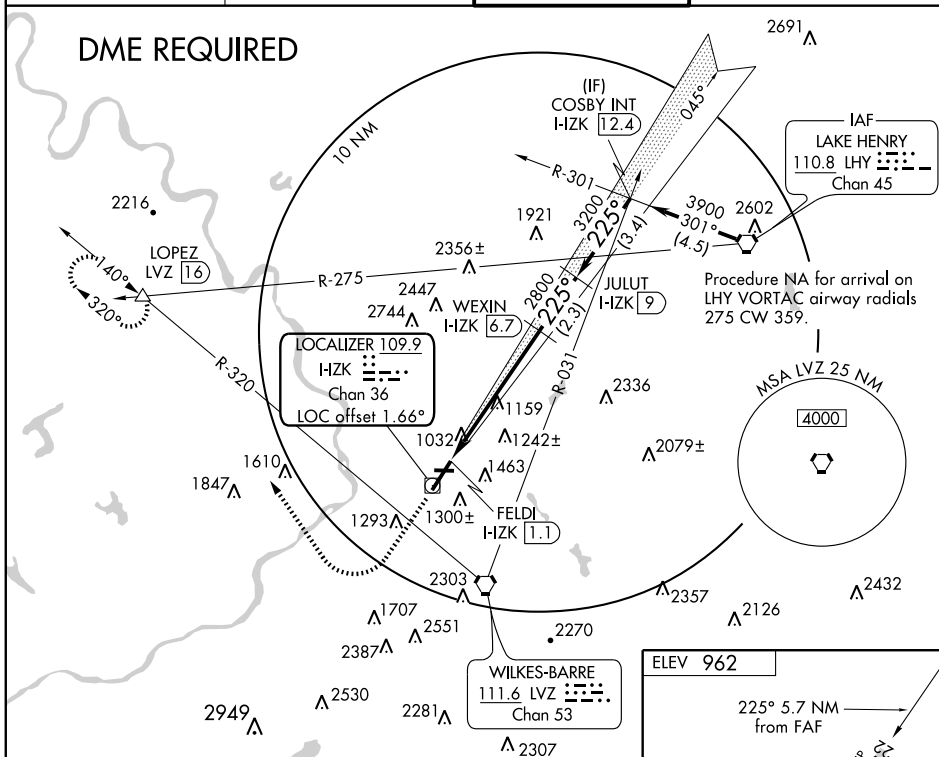 DME REQUIRED
2691
(IF)
COSBY INT
I-IZK 12.4
045°
IAF
LAKE HENRY
110.8 LHY
Chan 45
10 NM
R-301
3900
301°
(4.5)
2602
2216
1921
3200
225°
(3.4)
LOPEZ
LVZ 16
2356±
R-275
140°
320°
JULUT
I-IZK 9
Procedure NA for arrival on
LHY VORTAC airway radials
275 CW 359.
2447
2744
WEXIN
I-IZK 6.7
2800
225°
(2.3)
LOCALIZER 109.9
I-IZK
Chan 36
LOC offset 1.66°
R-320
R-031
MSA LVZ 25 NM
4000
2336
1159
1032
1242±
2079±
1610
1463
1847
1300±
1293
FELDI
I-IZK 1.1
2303
2357
2432
1707
2126
2551
2270
2387
WILKES-BARRE
111.6 LVZ
Chan 53
ELEV 962
2530
2281
225° 5.7 NM
from FAF
2949
2307
22